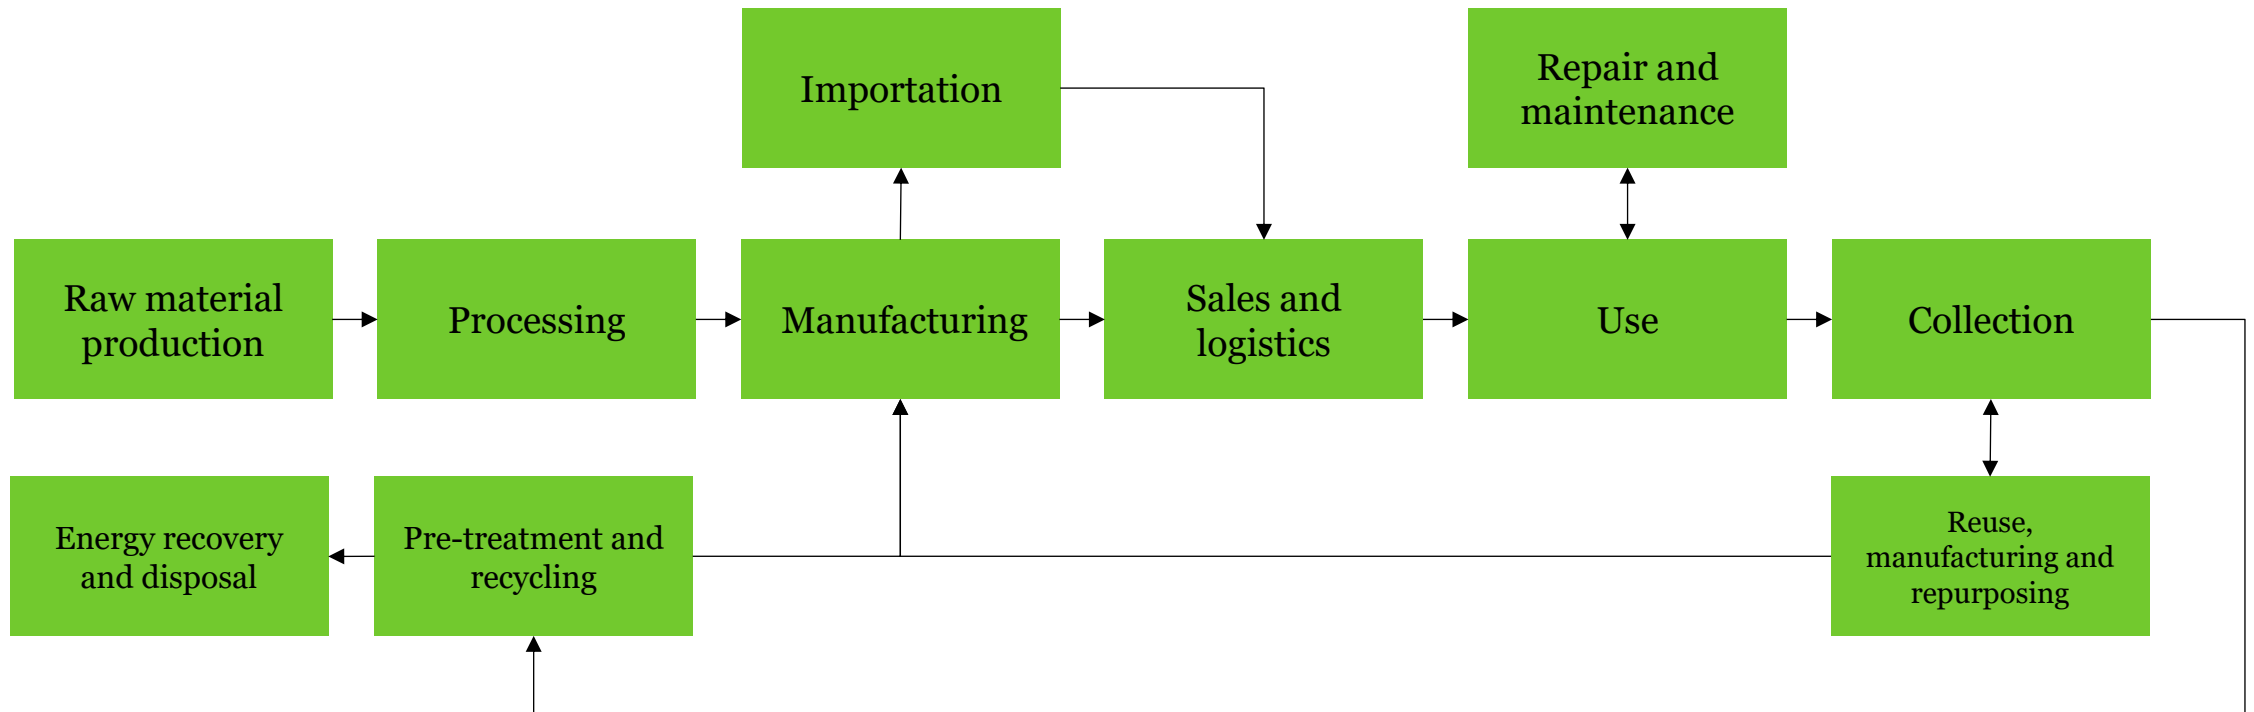 Importation
Repair and
maintenance
Raw material
production
Processing
Manufacturing
Sales and
logistics
Use
Collection
Energy recovery
and disposal
Pre-treatment and
recycling
Reuse,
manufacturing and
repurposing